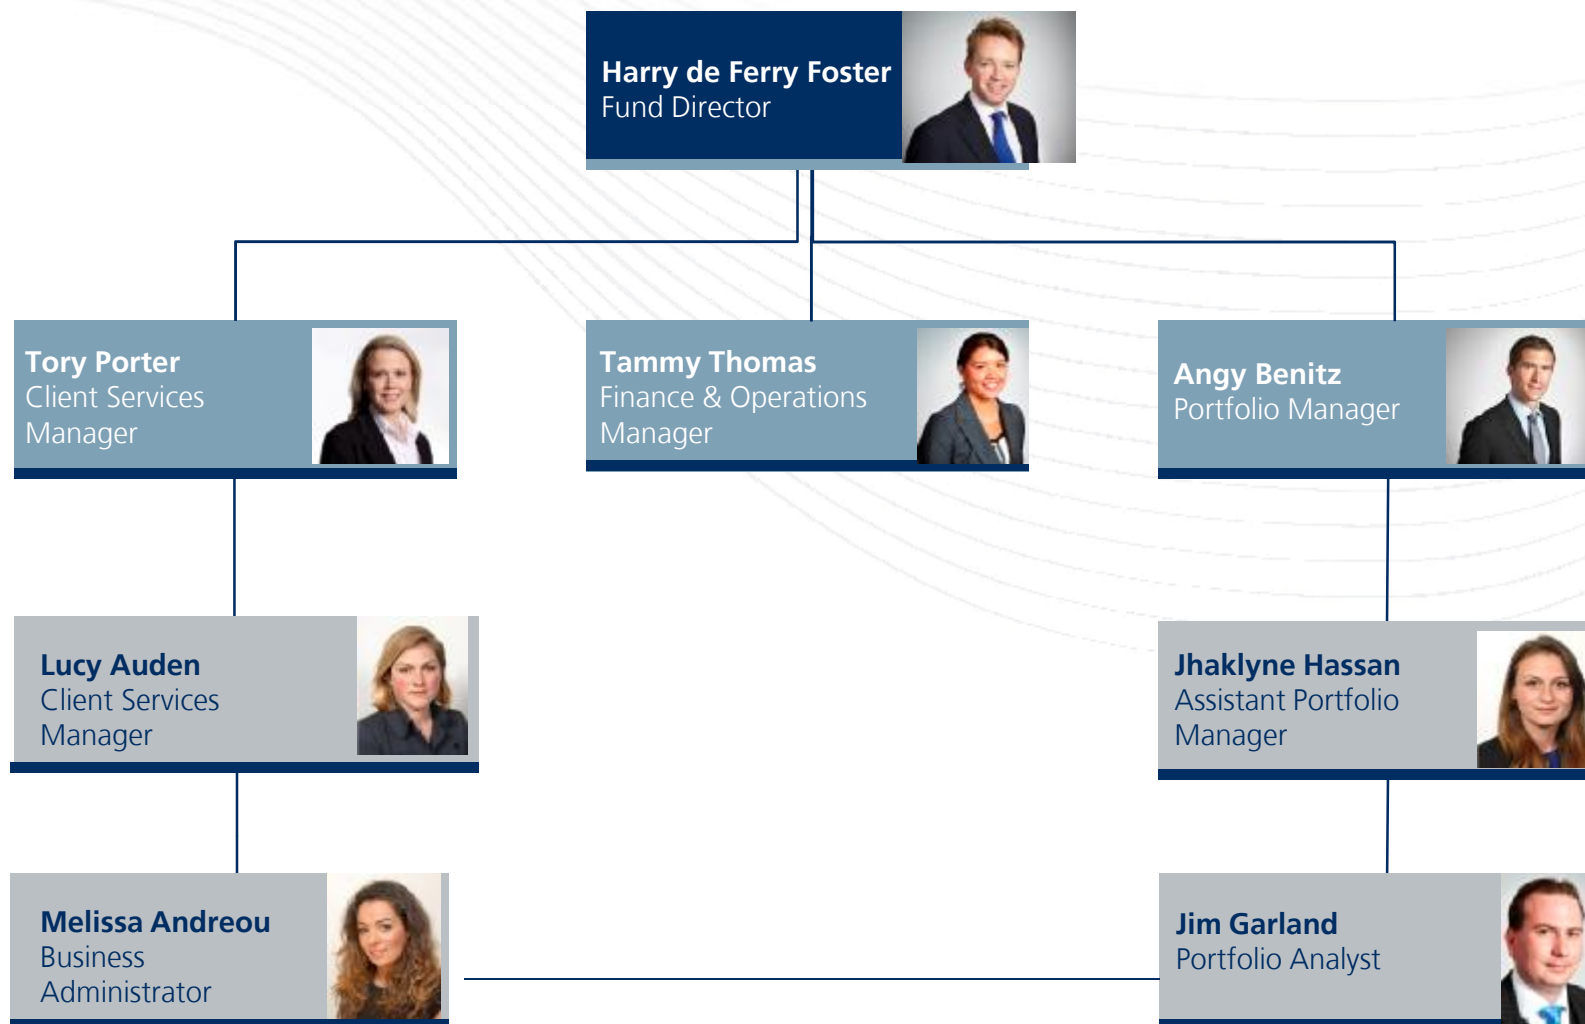 Harry de Ferry Foster
Fund Director
Tory Porter
Client Services
Manager
Tammy Thomas
Finance & Operations
Manager
Angy Benitz
Portfolio Manager
Lucy Auden
Client Services
Manager
Jhaklyne Hassan
Assistant Portfolio
Manager
Melissa Andreou
Business
Administrator
Jim Garland
Portfolio Analyst